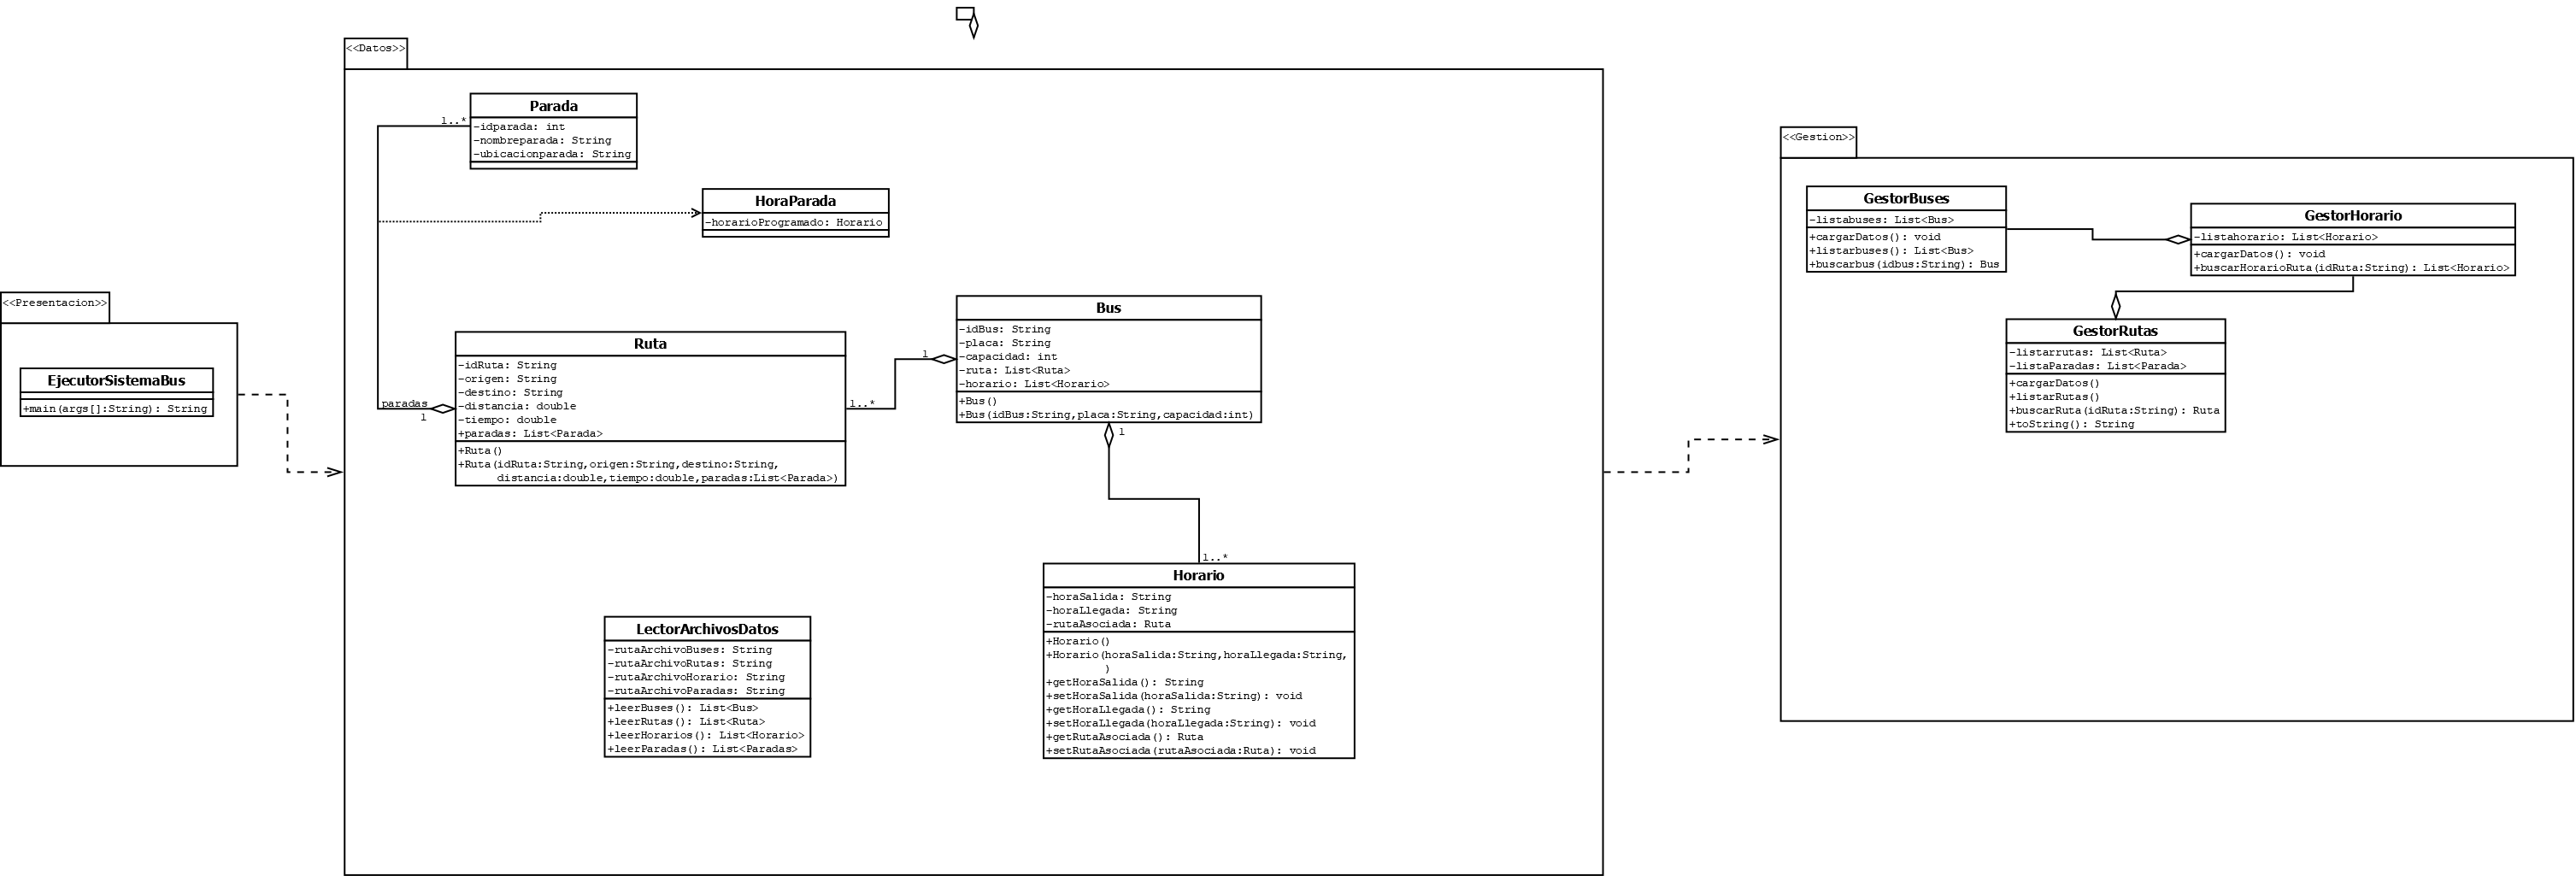 <<Presentacion>>
EjecutorSistemaBus
+main(args[]:String): String
<<Datos>>
Parada
-idparada: int
-nombreparada: String
-ubicacionparada: String
1..*
HoraParada
-horarioProgramado: Horario
Ruta
-idRuta: String
-origen: String
-destino: String
-distancia: double
-tiempo: double
+paradas: List<Parada>
+Ruta()
+Ruta(idRuta:String,origen:String,destino:String,
distancia:double,tiempo:double,paradas:List<Parada>)
paradas
1
1..*
1
Bus
-idBus: String
-placa: String
-capacidad: int
-ruta: List<Ruta>
-horario: List<Horario>
+Bus()
+Bus(idBus:String,placa:String,capacidad:int)
1
1..*
Horario
-horaSalida: String
-horaLlegada: String
-rutaAsociada: Ruta
+Horario()
+Horario(horaSalida:String,horaLlegada:String,
)
+getHoraSalida(): String
+setHoraSalida(horaSalida:String): void
+getHoraLlegada(): String
+setHoraLlegada(horaLlegada:String): void
+getRutaAsociada(): Ruta
+setRutaAsociada(rutaAsociada:Ruta): void
LectorArchivosDatos
-rutaArchivoBuses: String
-rutaArchivoRutas: String
-rutaArchivoHorario: String
-rutaArchivoParadas: String
+leerBuses(): List<Bus>
+leerRutas(): List<Ruta>
+leerHorarios(): List<Horario>
+leerParadas(): List<Paradas>
<<Gestion>>
GestorBuses
-listabuses: List<Bus>
+cargarDatos(): void
+listarbuses(): List<Bus>
+buscarbus(idbus:String): Bus
GestorHorario
-listahorario: List<Horario>
+cargarDatos(): void
+buscarHorarioRuta(idRuta:String): List<Horario>
GestorRutas
-listarrutas: List<Ruta>
-listaParadas: List<Parada>
+cargarDatos()
+listarRutas()
+buscarRuta(idRuta:String): Ruta
+toString(): String